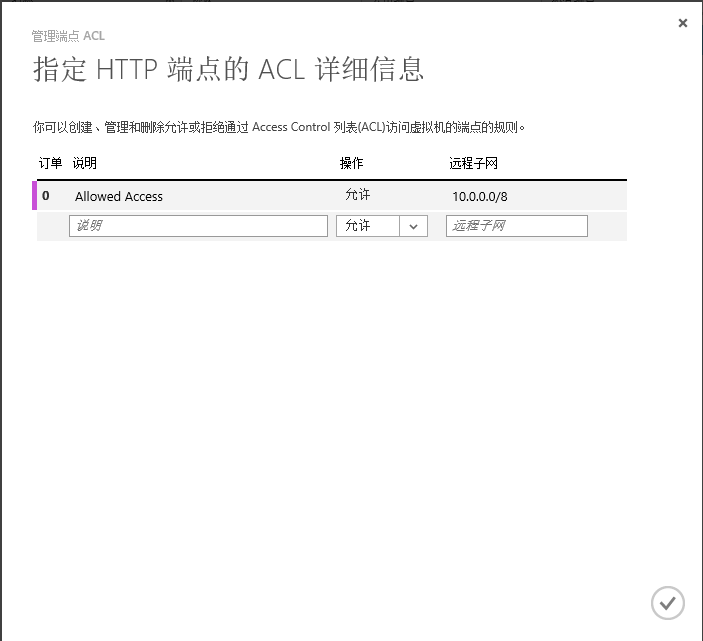 管理端点 ACL
指定 HTTP 端点的 ACL 详细信息
你可以创建、管理和删除允许或拒绝通过 Access Control 列表(ACL)访问虚拟机的端点的规则。
订单 说明 操作 远程子网
0 Allowed Access 允许 10.0.0.0/8
说明 允许 远程子网